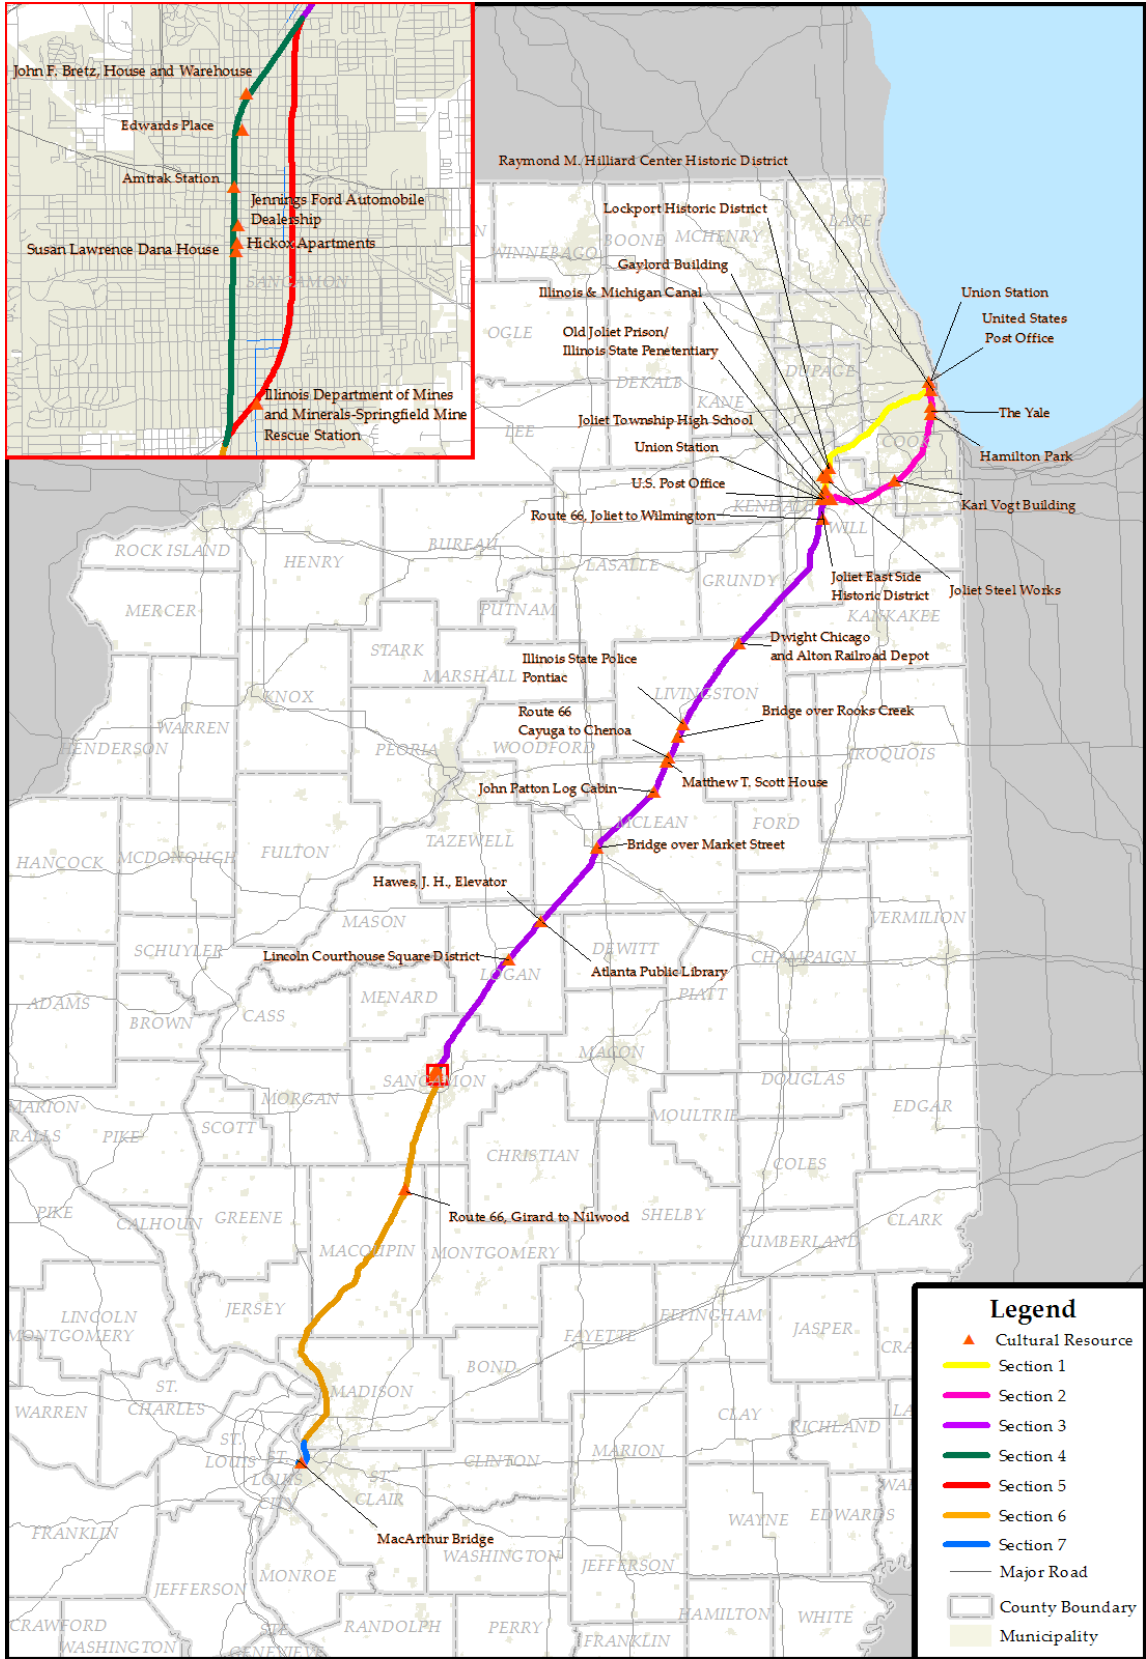 John F. Bretz, House and Warehouse
Edwards Place
Amtrak Station
Jennings Ford Automobile
Dealership
Hickox Apartments
Susan Lawrence Dana House
SANGAMON
Illinois Department of Mines
and Minerals-Springfield Mine
Rescue Station
Raymond M. Hilliard Center Historic District
Lockport Historic District
Gaylord Building
Illinois & Michigan Canal
Old Joliet Prison/
Illinois State Penetentiary
Joliet Township High School
Union Station
U.S. Post Office
Route 66, Joliet to Wilmington
Union Station
United States
Post Office
The Yale
Hamilton Park
Karl Vogt Building
Joliet East Side
Historic District
Joliet Steel Works
Dwight Chicago
and Alton Railroad Depot
Illinois State Police
Pontiac
Bridge over Rooks Creek
Route 66
Cayuga to Chenoa
Matthew T. Scott House
John Patton Log Cabin
Bridge over Market Street
Hawes, J. H., Elevator
Atlanta Public Library
Lincoln Courthouse Square District
Route 66, Girard to Nilwood
MacArthur Bridge
WINNEBAGO
BOONE
MCHENRY
LAKE
OGLE
DEKALB
KANE
DUPAGE
COOK
LEE
KENDALL
WILL
ROCK ISLAND
HENRY
BUREAU
LASALLE
GRUNDY
KANKAKEE
MERCER
PUTNAM
STARK
MARSHALL
LIVINGSTON
KNOX
WARREN
HENDERSON
PEORIA
WOODFORD
IROQUOIS
MCLEAN
FORD
TAZEWELL
HANCOCK
MCDONOUGH
FULTON
MASON
VERMILION
SCHUYLER
DEWITT
CHAMPAIGN
LOGAN
ADAMS
MENARD
PIATT
BROWN
CASS
MACON
SANGAMON
DOUGLAS
MORGAN
EDGAR
MARION
RALLS
PIKE
SCOTT
MOULTRIE
CHRISTIAN
COLES
PIKE
CALHOUN
GREENE
SHELBY
CLARK
MACOUPIN
MONTGOMERY
CUMBERLAND
JERSEY
LINCOLN
MONTGOMERY
EFFINGHAM
FAYETTE
JASPER
BOND
ST.
CHARLES
WARREN
MADISON
CLAY
RICHLAND
ST.
LOUIS
ST.
LOUIS
CITY
ST.
CLAIR
CLINTON
MARION
WAYNE
EDWARDS
FRANKLIN
WASHINGTON
JEFFERSON
MONROE
JEFFERSON
HAMILTON
WHITE
CRAWFORD
WASHINGTON
STE.
GENEVIEVE
RANDOLPH
PERRY
FRANKLIN
Legend
Cultural Resource
Section 1
Section 2
Section 3
Section 4
Section 5
Section 6
Section 7
Major Road
County Boundary
Municipality